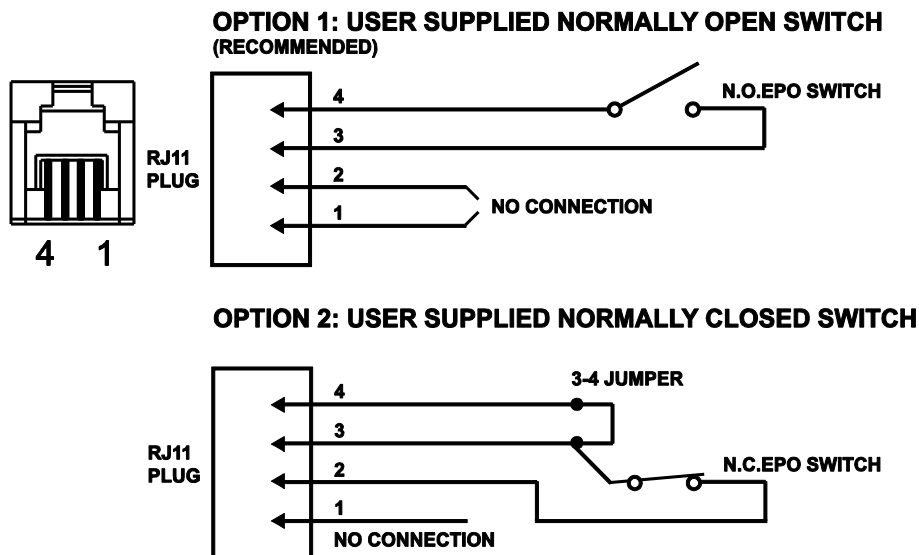 OPTION 1: USER SUPPLIED NORMALLY OPEN SWITCH
(RECOMMENDED)
4
N.O.EPO SWITCH
3
RJ11
PLUG
2
NO CONNECTION
1
4 1
OPTION 2: USER SUPPLIED NORMALLY CLOSED SWITCH
3-4 JUMPER
4
3
RJ11
PLUG
N.C.EPO SWITCH
2
1
NO CONNECTION